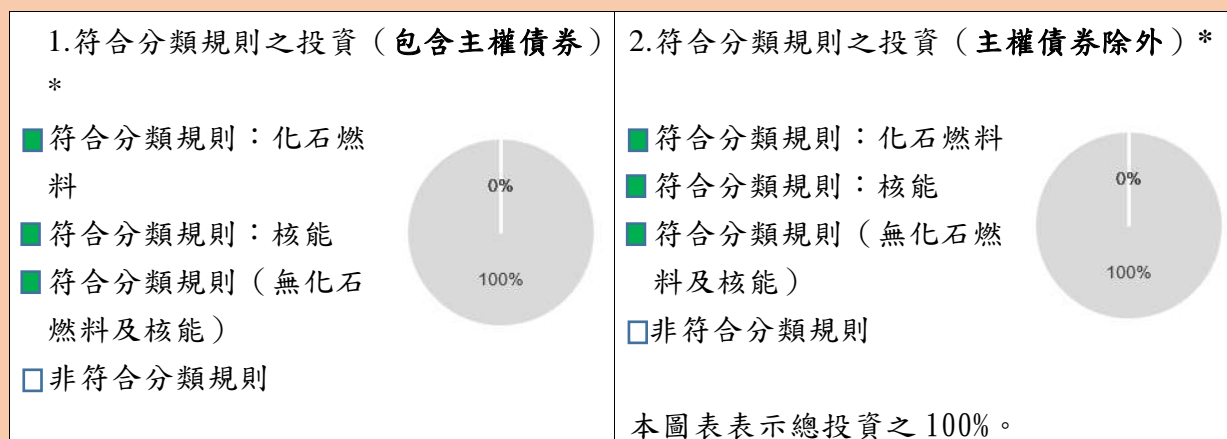 1.符合分類規則之投資（包含主權債券）
*
符合分類規則：化石燃
料
符合分類規則：核能
符合分類規則（無化石
燃料及核能）
非符合分類規則
0%
100%
2.符合分類規則之投資（主權債券除外）*
符合分類規則：化石燃料
符合分類規則：核能
符合分類規則（無化石燃
料及核能）
非符合分類規則
0%
100%
本圖表表示總投資之 100%。